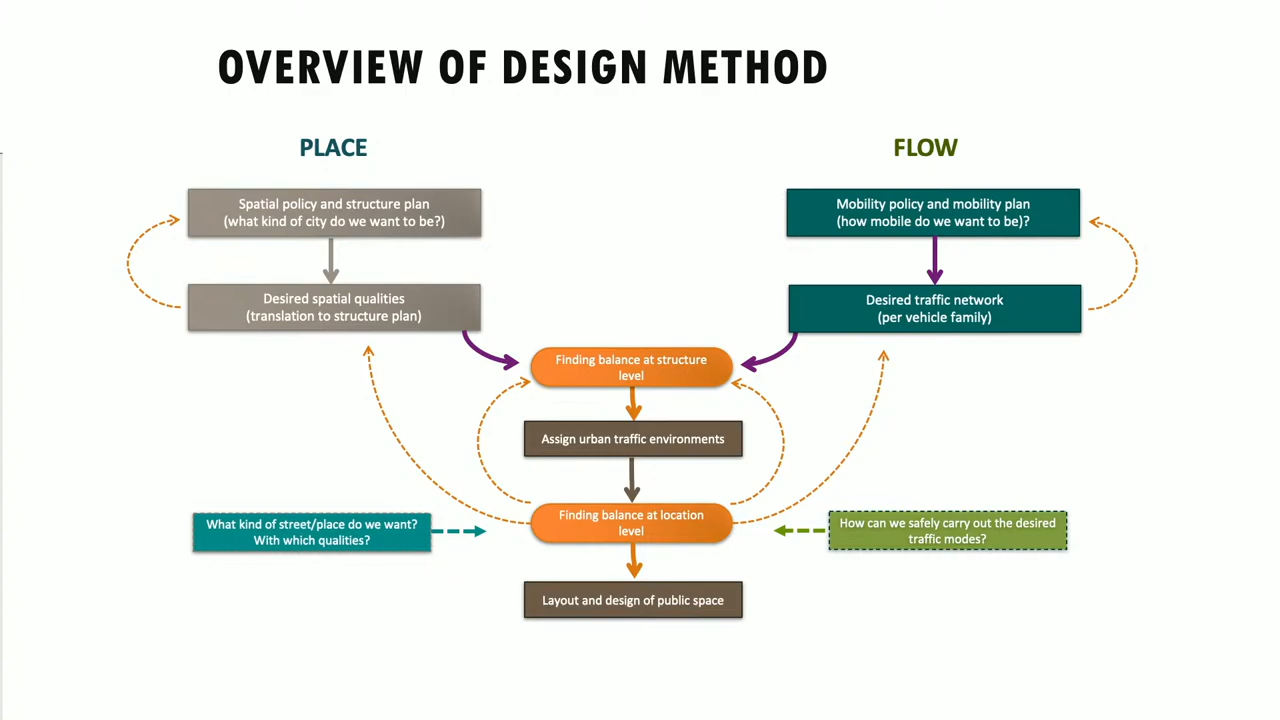 OVERVIEW OF DESIGN METHOD
PLACE
FLOW
Spatial policy and structure plan
(what kind of city do we want to be?)
Mobility policy and mobility plan
(how mobile do we want to be)?
Desired spatial qualities
(translation to structure plan)
Desired traffic network
(per vehicle family)
Finding balance at structure
level
Assign urban traffic environments
Finding balance at location
level
What kind of street/place do we want?
With which qualities?
How can we safely carry out the desired
traffic modes?
Layout and design of public space